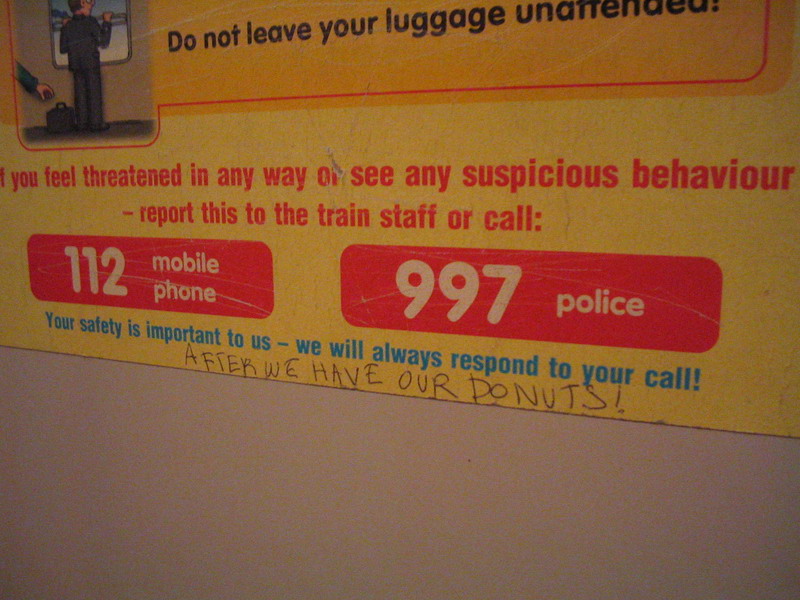 Do not leave your luggage unattended!
f you feel threatened in any way or see any suspicious behaviour
– report this to the train staff or call:
112 mobile phone
997 police
Your safety is important to us – we will always respond to your call!
AFTER WE HAVE OUR DONUTS!